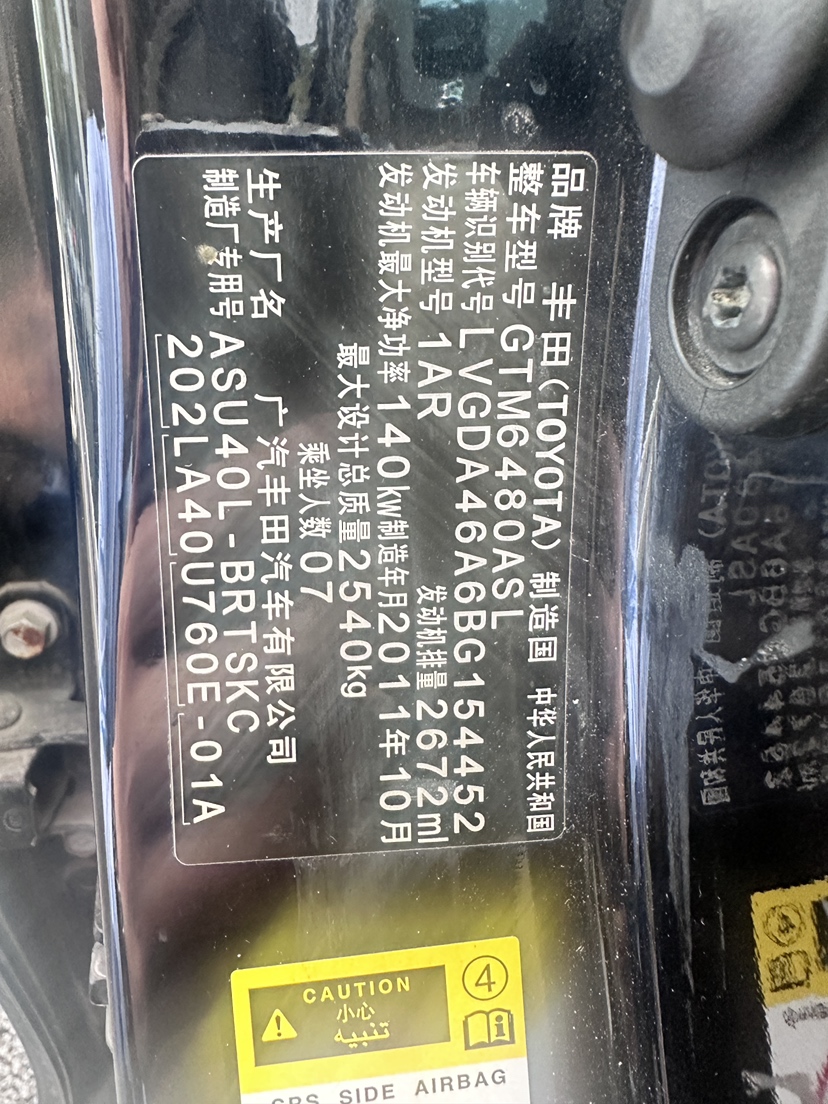 品牌 丰田(TOYOTA) 制造国 中华人民共和国
整车型号 GTM6480ASL
车辆识别代号 LVGDA46A6BG154452
发动机型号 1AR 发动机排量 2672ml
发动机最大净功率 140kw 制造年月 2011年10月
最大设计总质量 2540kg
乘坐人数 07
生产厂名 广汽丰田汽车有限公司
制造厂专用号 ASU40L-BRTSKC
202LA40U760E-01A
CAUTION
小心
تنبيه
4
SIDE AIRBAG